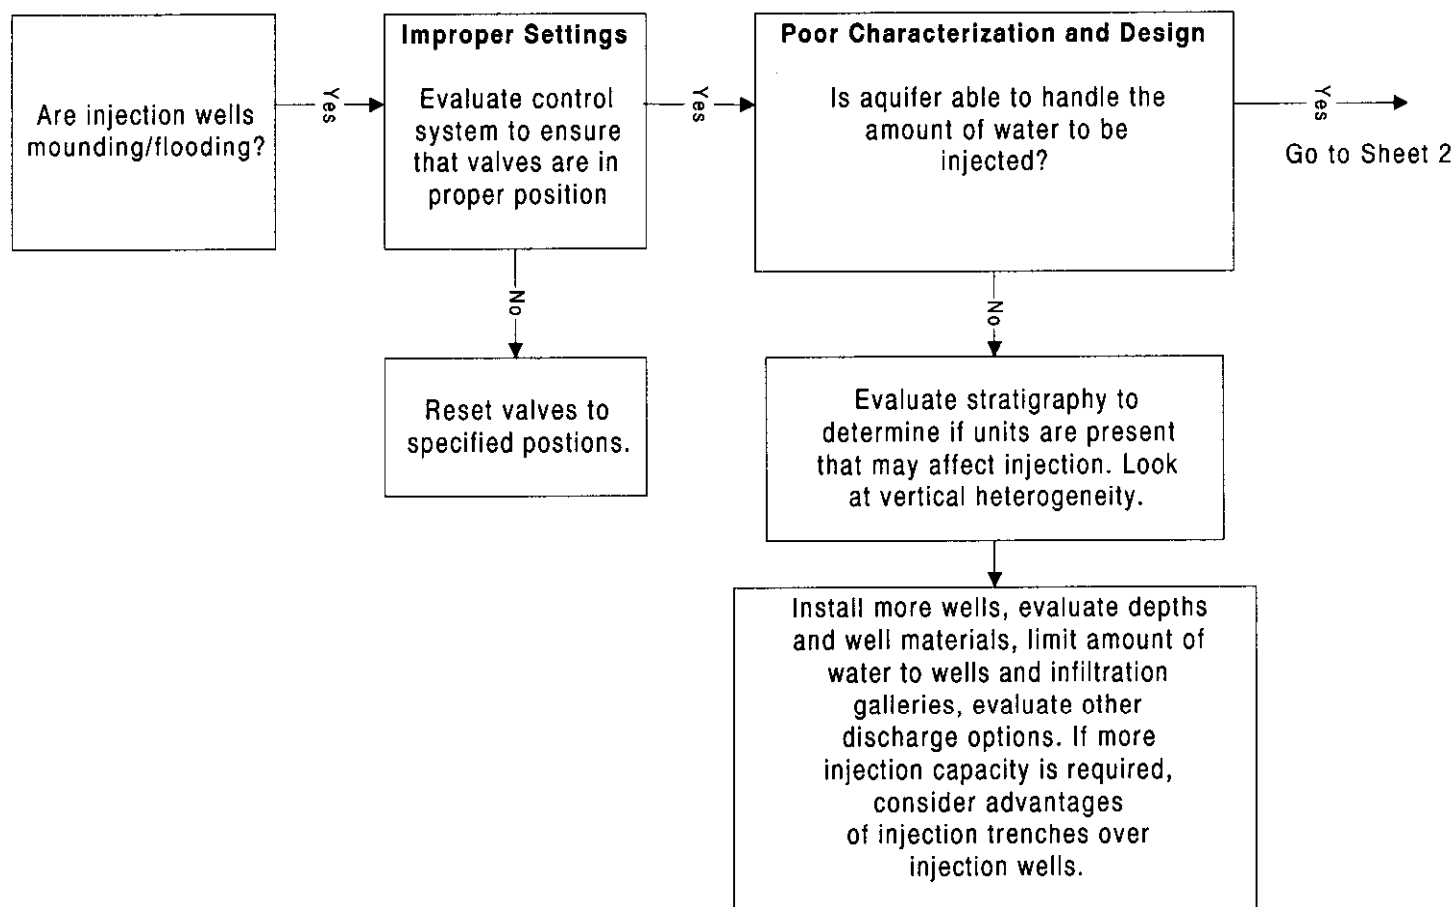 Are injection wells
mounding/flooding?
Yes
Improper Settings
Evaluate control
system to ensure
that valves are in
proper position
Yes
Poor Characterization and Design
Is aquifer able to handle the
amount of water to be
injected?
Yes
Go to Sheet 2
No
Reset valves to
specified postions.
No
Evaluate stratigraphy to
determine if units are present
that may affect injection. Look
at vertical heterogeneity.
Install more wells, evaluate depths
and well materials, limit amount of
water to wells and infiltration
galleries, evaluate other
discharge options. If more
injection capacity is required,
consider advantages
of injection trenches over
injection wells.